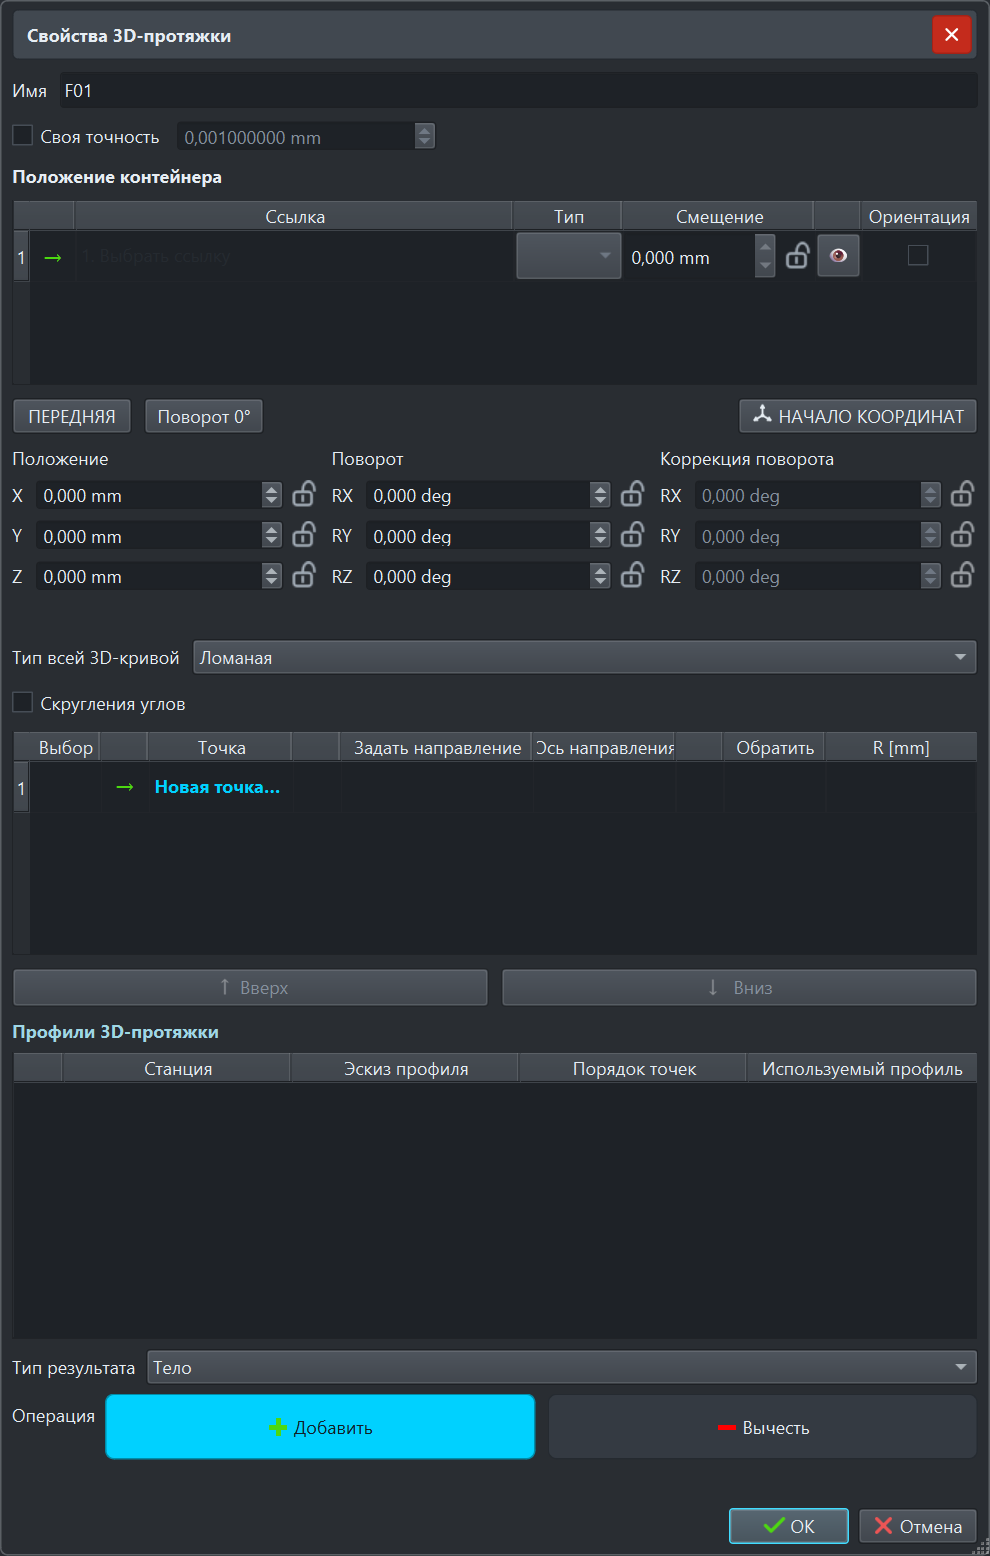 Свойства 3D-протяжки
Имя F01
Своя точность 0,001000000 mm
Положение контейнера
Ссылка Тип Смещение Ориентация
1 → 1. Выбрать ссылку 0,000 mm
ПЕРЕДНЯЯ Поворот 0° НАЧАЛО КООРДИНАТ
Положение Поворот Коррекция поворота
X 0,000 mm RX 0,000 deg RX 0,000 deg
Y 0,000 mm RY 0,000 deg RY 0,000 deg
Z 0,000 mm RZ 0,000 deg RZ 0,000 deg
Тип всей 3D-кривой Ломаная
Скругления углов
Выбор Точка Задать направление Ось направления Обратить R [mm]
1 → Новая точка...
↑ Вверх ↓ Вниз
Профили 3D-протяжки
Станция Эскиз профиля Порядок точек Используемый профиль
Тип результата Тело
Операция Добавить Вычесть
OK Отмена